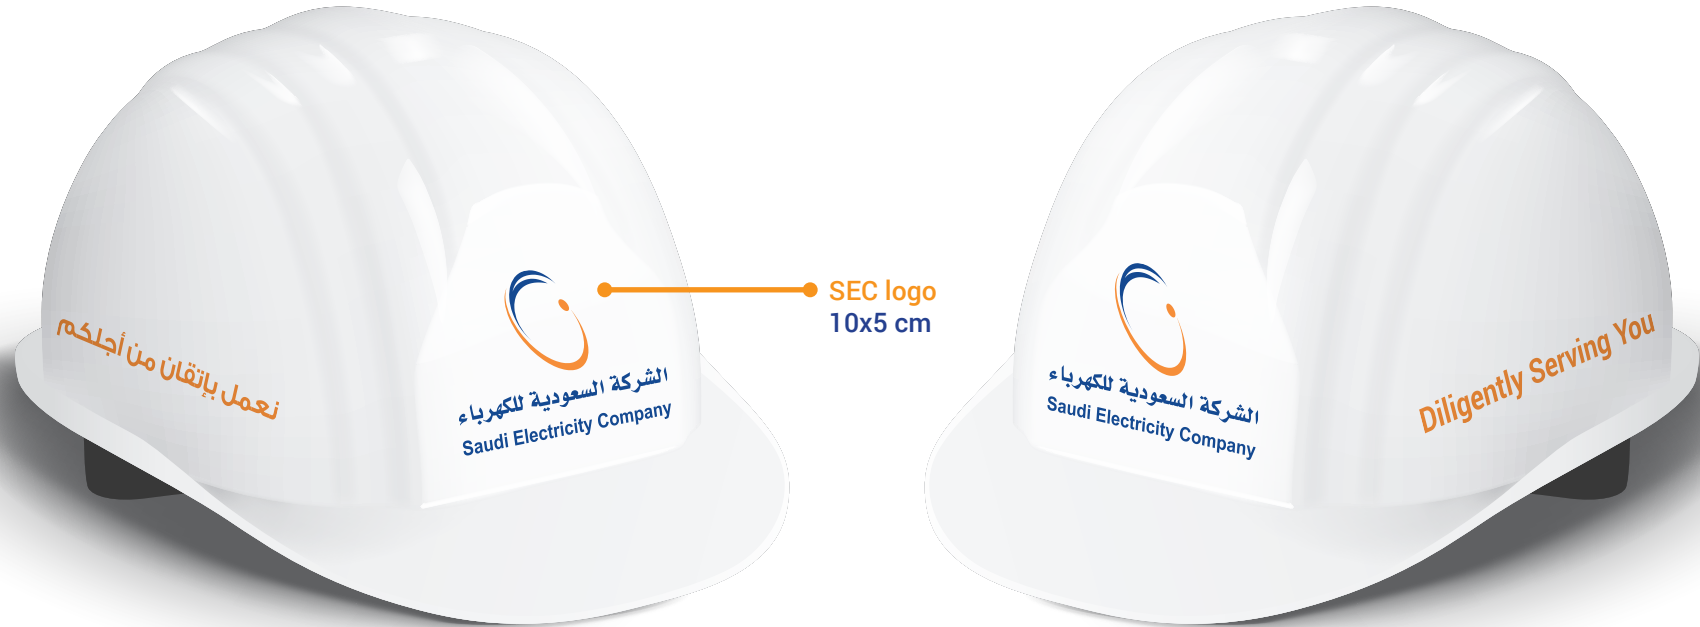 نعمل بإتقان من أجلكم
الشركة السعودية للكهرباء
Saudi Electricity Company
SEC logo
10x5 cm
الشركة السعودية للكهرباء
Saudi Electricity Company
Diligently Serving You